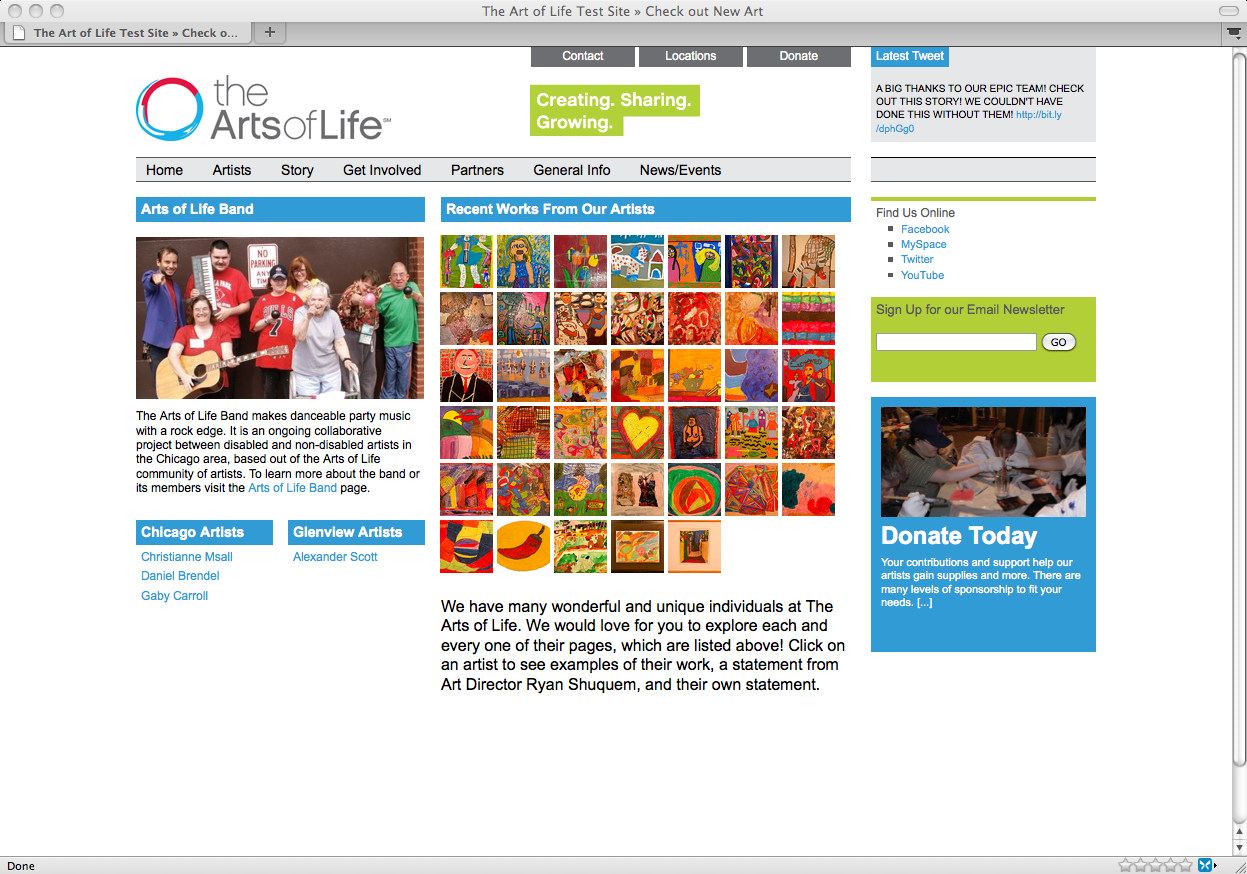 The Art of Life Test Site » Check out New Art
The Art of Life Test Site » Check o...
Contact
Locations
Donate
Latest Tweet
A BIG THANKS TO OUR EPIC TEAM! CHECK
OUT THIS STORY! WE COULDN'T HAVE
DONE THIS WITHOUT THEM! http://bit.ly
/dphGg0
the
ArtsofLife℠
Creating. Sharing.
Growing.
Home
Artists
Story
Get Involved
Partners
General Info
News/Events
Arts of Life Band
NO
PARKING
ANY
TIME
The Arts of Life Band makes danceable party music
with a rock edge. It is an ongoing collaborative
project between disabled and non-disabled artists in
the Chicago area, based out of the Arts of Life
community of artists. To learn more about the band or
its members visit the Arts of Life Band page.
Chicago Artists
Christianne Msall
Daniel Brendel
Gaby Carroll
Glenview Artists
Alexander Scott
Recent Works From Our Artists
We have many wonderful and unique individuals at The
Arts of Life. We would love for you to explore each and
every one of their pages, which are listed above! Click on
an artist to see examples of their work, a statement from
Art Director Ryan Shuquem, and their own statement.
Find Us Online
Facebook
MySpace
Twitter
YouTube
Sign Up for our Email Newsletter
GO
Donate Today
Your contributions and support help our
artists gain supplies and more. There are
many levels of sponsorship to fit your
needs. [...]
Done